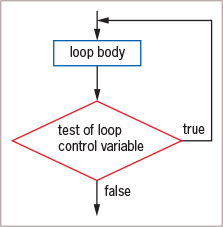 loop body
test of loop
control variable
true
false